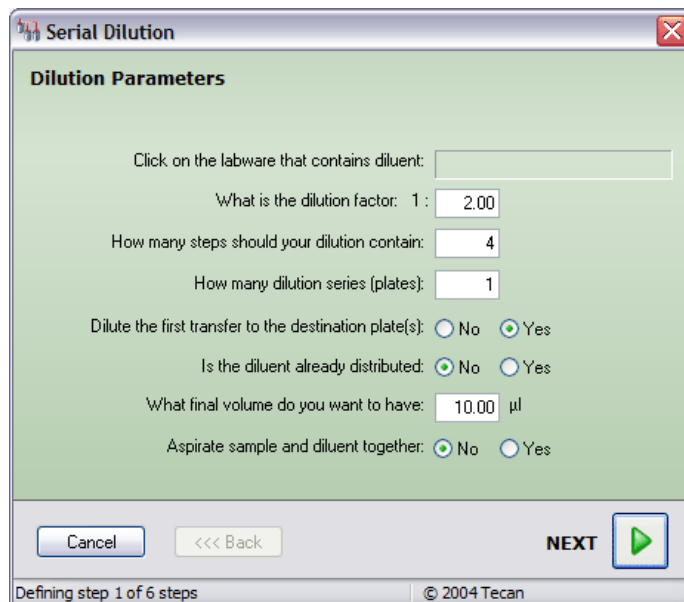 Serial Dilution
Dilution Parameters
Click on the labware that contains diluent:
What is the dilution factor: 1 : 2.00
How many steps should your dilution contain: 4
How many dilution series (plates): 1
Dilute the first transfer to the destination plate(s): No Yes
Is the diluent already distributed: No Yes
What final volume do you want to have: 10.00 µl
Aspirate sample and diluent together: No Yes
Cancel <<< Back NEXT
Defining step 1 of 6 steps © 2004 Tecan